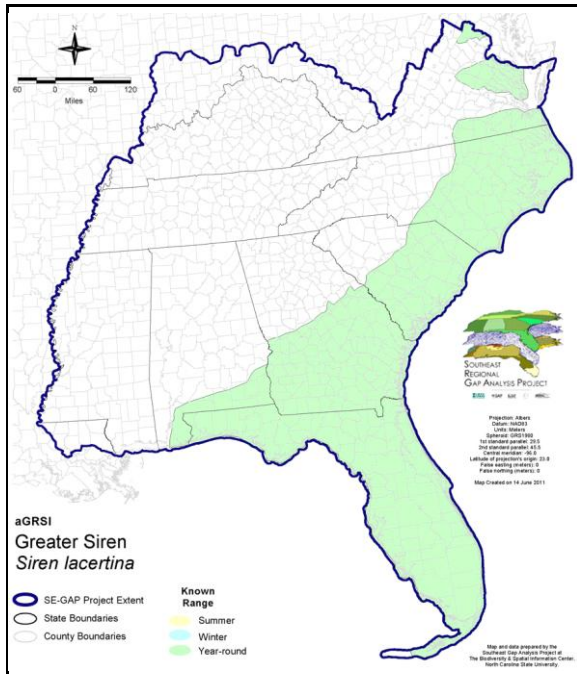 N
60 0 60 120
Miles
SOUTHEAST
REGIONAL
GAP ANALYSIS PROJECT
Projection: Albers
Datum: NAD83
Units: Meters
Spheroid: GRS1980
1st standard parallel: 29.5
2nd standard parallel: 45.5
Central meridian: -96.0
Latitude of projection's origin: 23.0
False easting (meters): 0
False northing (meters): 0
Map Created on 14 June 2011
aGRSI
Greater Siren
Siren lacertina
SE-GAP Project Extent
State Boundaries
County Boundaries
Known
Range
Summer
Winter
Year-round
Map and data prepared by the
Southeast Gap Analysis Project at
The Biodiversity & Spatial Information Center,
North Carolina State University.